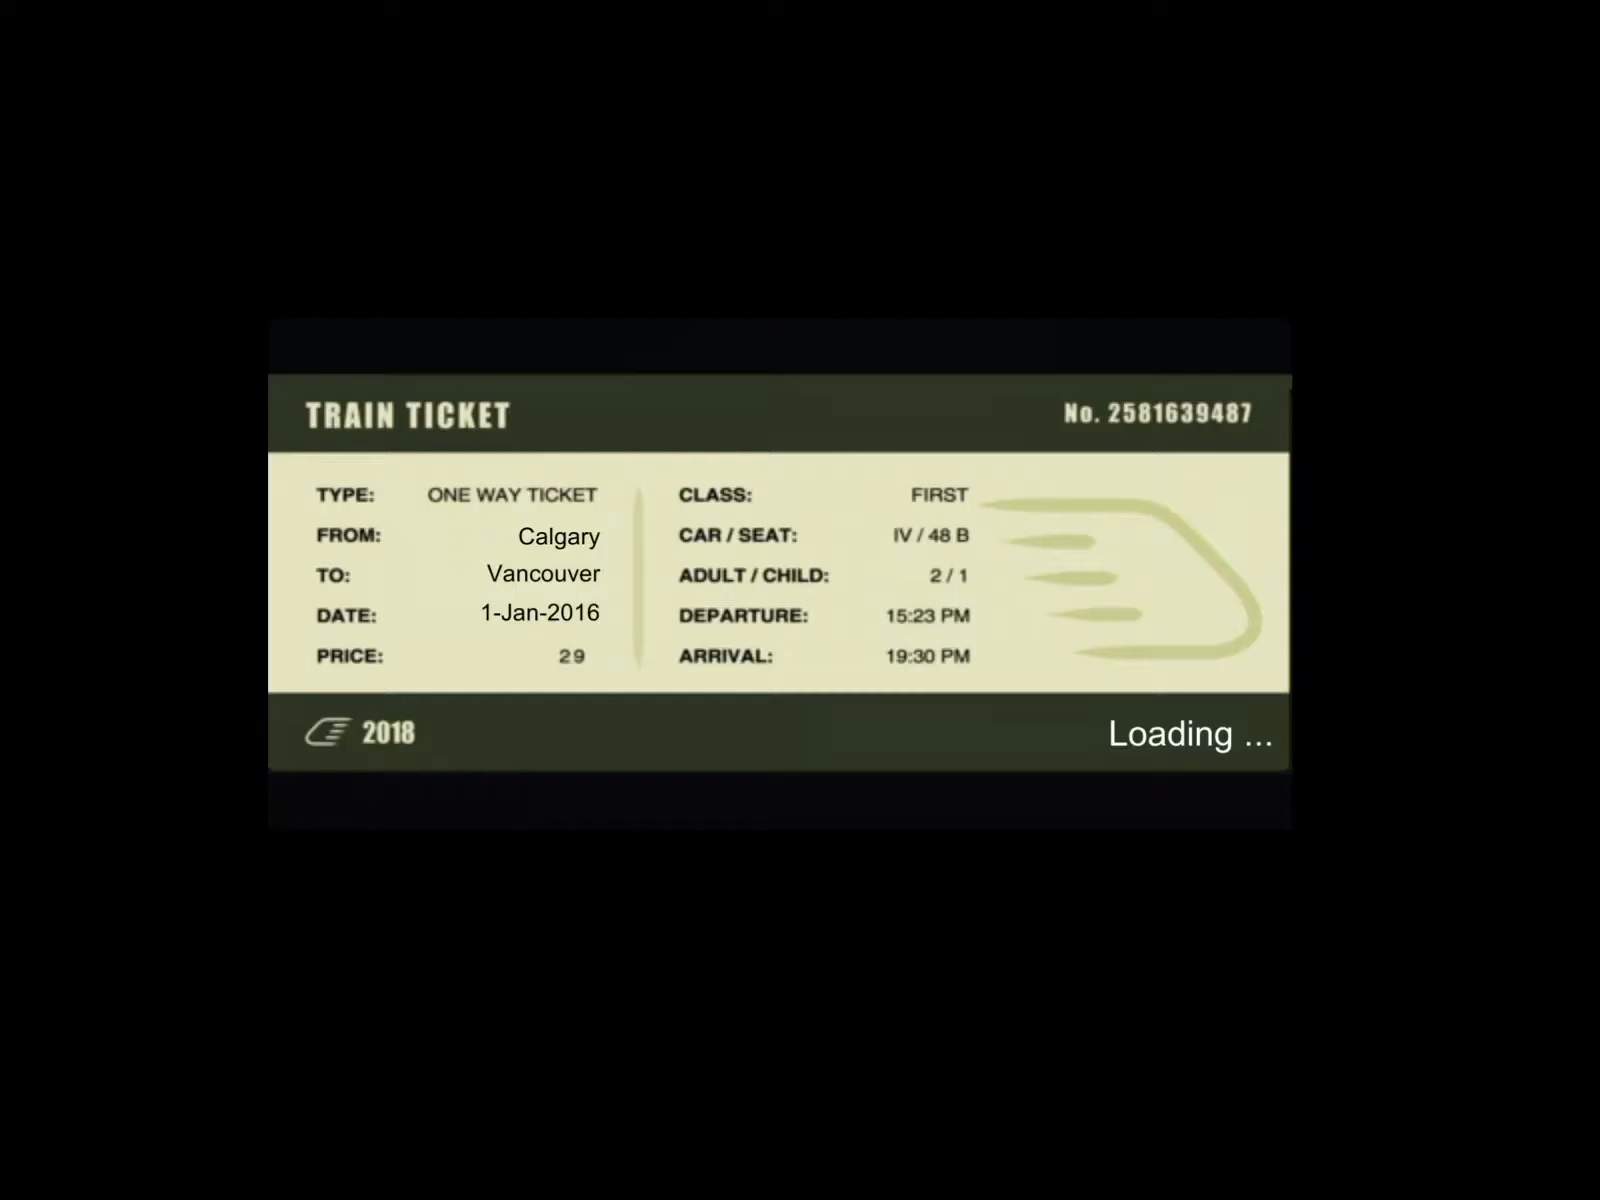 TRAIN TICKET No. 2581639487
TYPE: ONE WAY TICKET CLASS: FIRST
FROM: Calgary CAR / SEAT: IV / 48 B
TO: Vancouver ADULT / CHILD: 2 / 1
DATE: 1-Jan-2016 DEPARTURE: 15:23 PM
PRICE: 29 ARRIVAL: 19:30 PM
2018 Loading ...